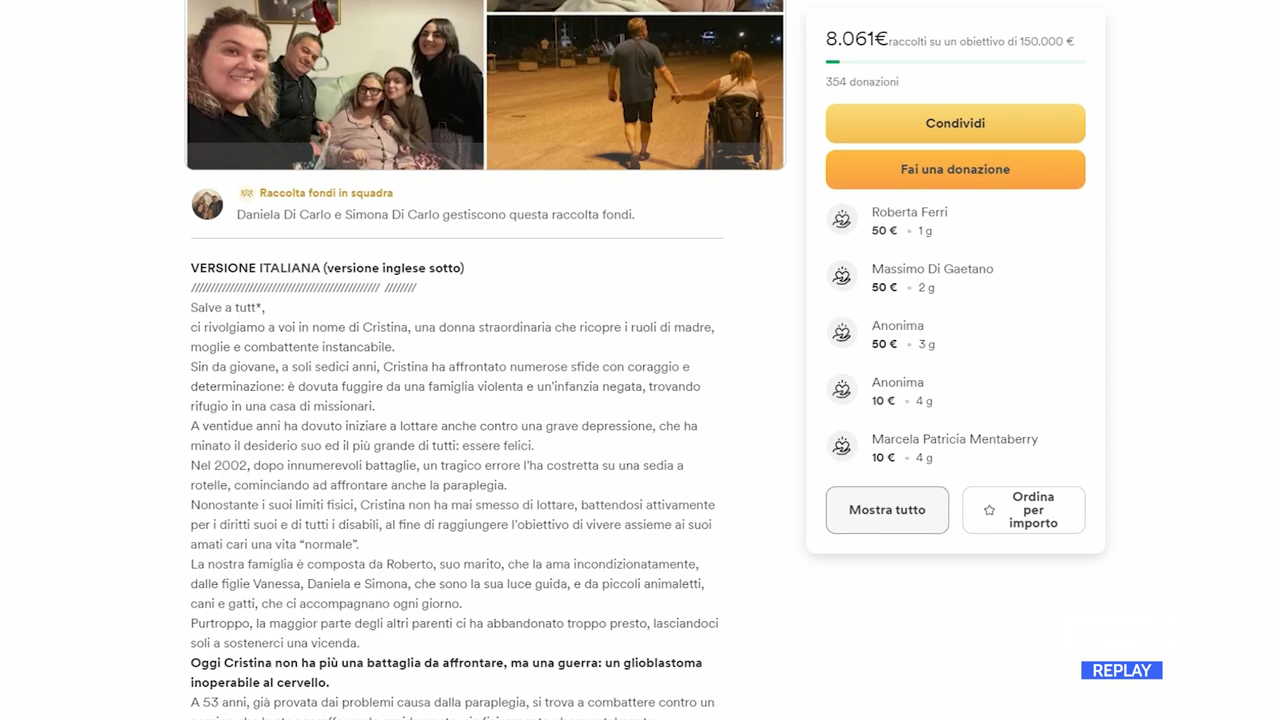 8.061€ raccolti su un obiettivo di 150.000 €
354 donazioni
Condividi
Fai una donazione
Roberta Ferri
50 € • 1 g
Massimo Di Gaetano
50 € • 2 g
Anonima
50 € • 3 g
Anonima
10 € • 4 g
Marcela Patricia Mentaberry
10 € • 4 g
Mostra tutto
Ordina
per
importo
Raccolta fondi in squadra
Daniela Di Carlo e Simona Di Carlo gestiscono questa raccolta fondi.
VERSIONE ITALIANA (versione inglese sotto)
////////////////////////////////////////////// ////////
Salve a tutt*,
ci rivolgiamo a voi in nome di Cristina, una donna straordinaria che ricopre i ruoli di madre,
moglie e combattente instancabile.
Sin da giovane, a soli sedici anni, Cristina ha affrontato numerose sfide con coraggio e
determinazione: è dovuta fuggire da una famiglia violenta e un'infanzia negata, trovando
rifugio in una casa di missionari.
A ventidue anni ha dovuto iniziare a lottare anche contro una grave depressione, che ha
minato il desiderio suo ed il più grande di tutti: essere felici.
Nel 2002, dopo innumerevoli battaglie, un tragico errore l'ha costretta su una sedia a
rotelle, cominciando ad affrontare anche la paraplegia.
Nonostante i suoi limiti fisici, Cristina non ha mai smesso di lottare, battendosi attivamente
per i diritti suoi e di tutti i disabili, al fine di raggiungere l'obiettivo di vivere assieme ai suoi
amati cari una vita “normale”.
La nostra famiglia è composta da Roberto, suo marito, che la ama incondizionatamente,
dalle figlie Vanessa, Daniela e Simona, che sono la sua luce guida, e da piccoli animaletti,
cani e gatti, che ci accompagnano ogni giorno.
Purtroppo, la maggior parte degli altri parenti ci ha abbandonato troppo presto, lasciandoci
soli a sostenerci una vicenda.
Oggi Cristina non ha più una battaglia da affrontare, ma una guerra: un glioblastoma
inoperabile al cervello.
A 53 anni, già provata dai problemi causa dalla paraplegia, si trova a combattere contro un
REPLAY